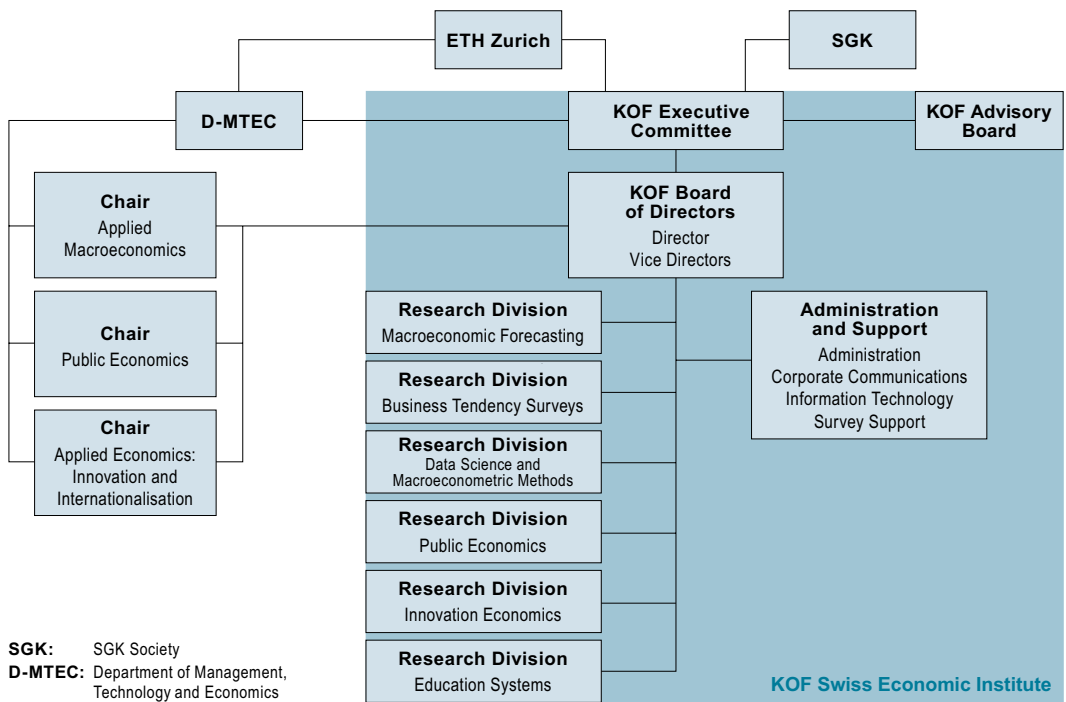 ETH Zurich
SGK
D-MTEC
KOF Executive
Committee
KOF Advisory
Board
Chair
Applied
Macroeconomics
KOF Board
of Directors
Director
Vice Directors
Chair
Public Economics
Chair
Applied Economics:
Innovation and
Internationalisation
Research Division
Macroeconomic Forecasting
Research Division
Business Tendency Surveys
Research Division
Data Science and
Macroeconometric Methods
Research Division
Public Economics
Research Division
Innovation Economics
Research Division
Education Systems
Administration
and Support
Administration
Corporate Communications
Information Technology
Survey Support
SGK: SGK Society
D-MTEC: Department of Management,
Technology and Economics
KOF Swiss Economic Institute